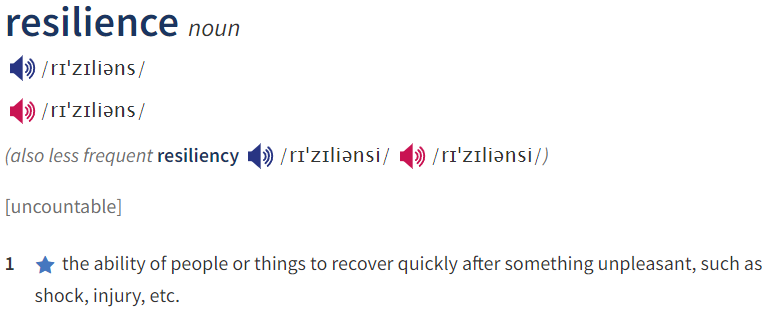 resilience noun
/rɪˈzɪliəns/
/rɪˈzɪliəns/
(also less frequent resiliency /rɪˈzɪliənsi/ /rɪˈzɪliənsi/)
[uncountable]
1 the ability of people or things to recover quickly after something unpleasant, such as
shock, injury, etc.